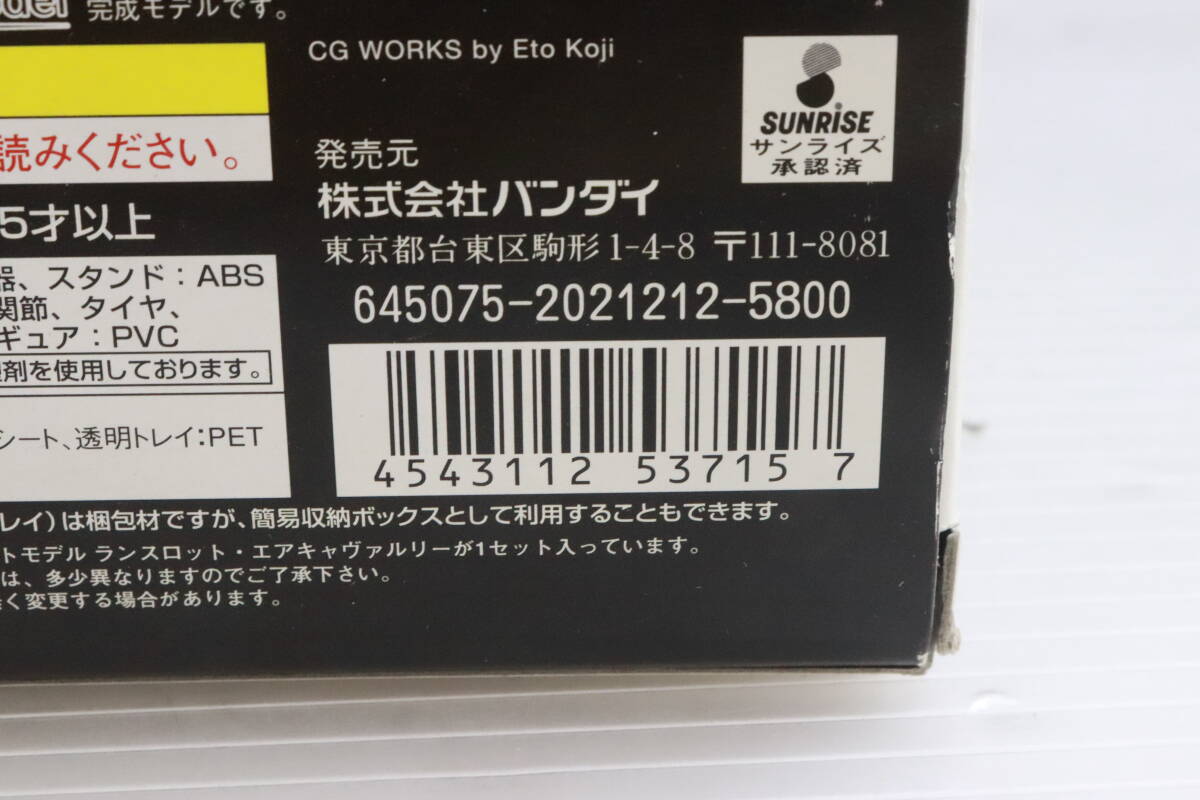 完成モデルです。
CG WORKS by Eto Koji
SUNRISE
サンライズ
承認済
読みください。
発売元
株式会社バンダイ
5才以上
東京都台東区駒形1-4-8 〒111-8081
器、スタンド：ABS
関節、タイヤ、
ギュア：PVC
剤を使用しております。
645075-2021212-5800
シート、透明トレイ：PET
4543112 53715 7
レイ）は梱包材ですが、簡易収納ボックスとして利用することもできます。
トモデル ランスロット・エアキャヴァルリーが1セット入っています。
は、多少異なりますのでご了承下さい。
く変更する場合があります。